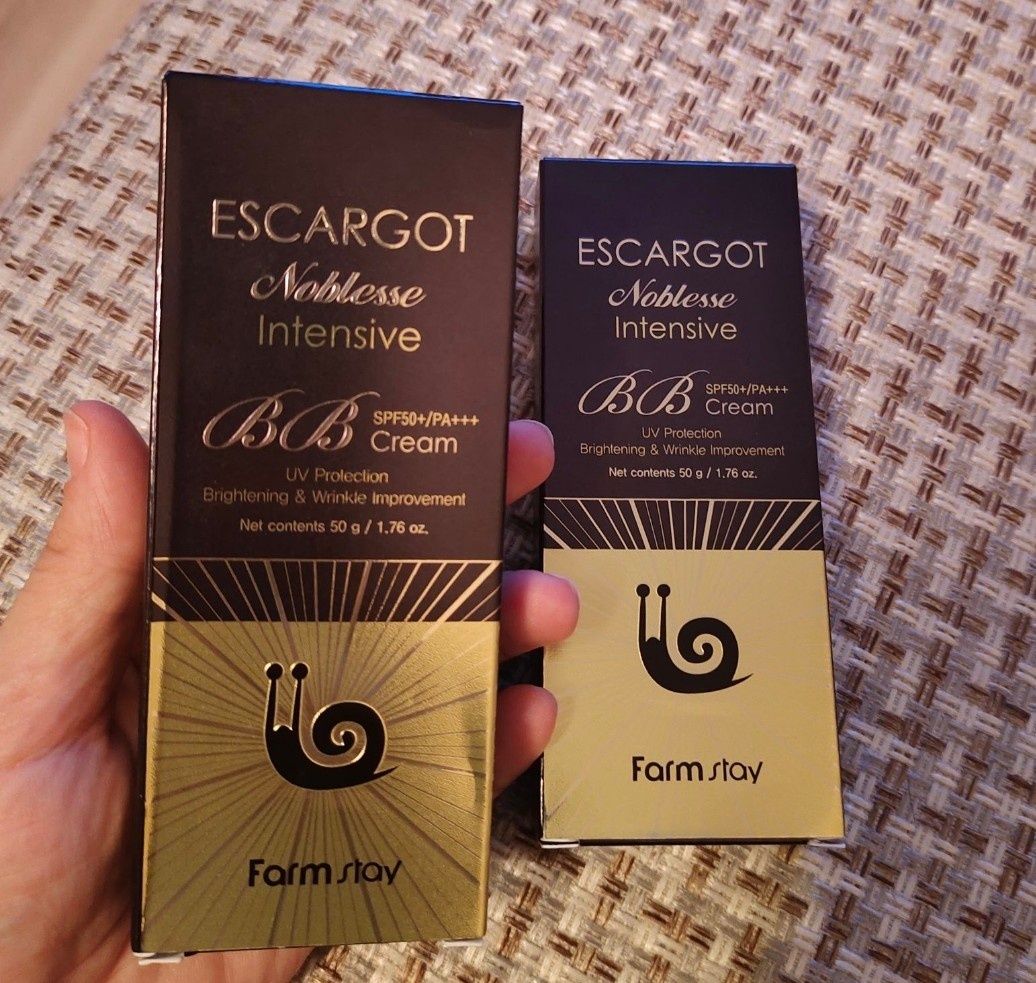 ESCARGOT
Noblesse
Intensive
BB SPF50+/PA+++
Cream
UV Protection
Brightening & Wrinkle Improvement
Net contents 50 g / 1.76 oz.
Farm stay
ESCARGOT
Noblesse
Intensive
BB SPF50+/PA+++
Cream
UV Protection
Brightening & Wrinkle Improvement
Net contents 50 g / 1.76 oz.
Farm stay